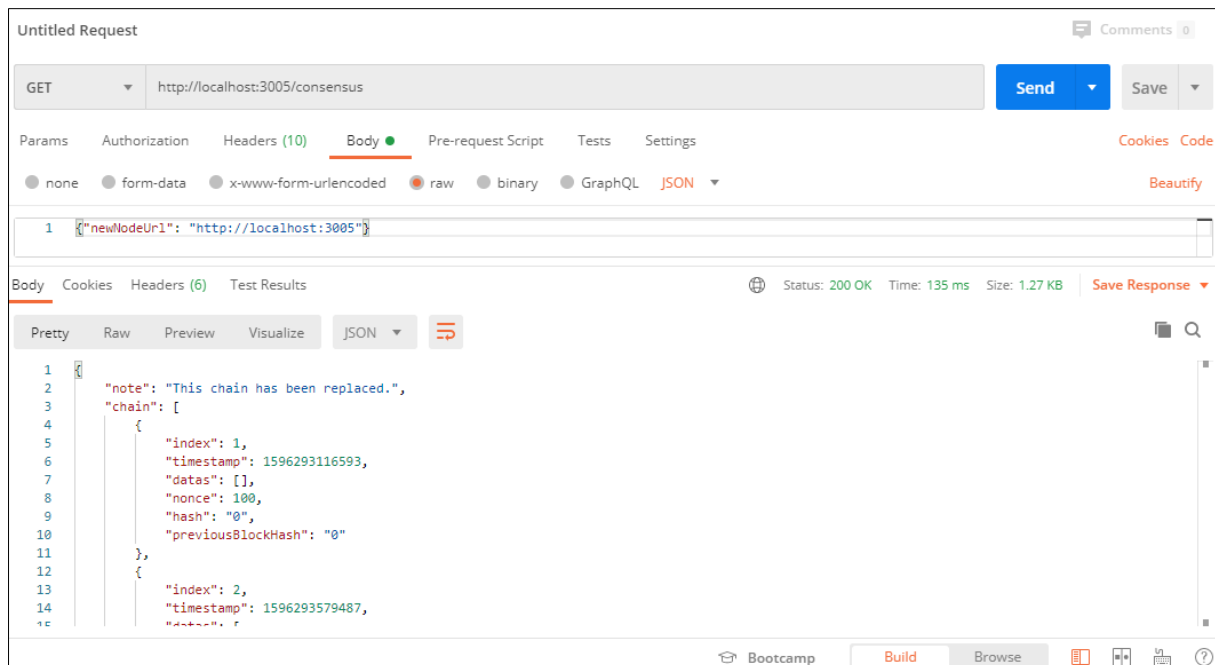 Untitled Request
Comments 0
GET http://localhost:3005/consensus Send Save
Params Authorization Headers (10) Body Pre-request Script Tests Settings Cookies Code
none form-data x-www-form-urlencoded raw binary GraphQL JSON Beautify
1 {"newNodeUrl": "http://localhost:3005"}
Body Cookies Headers (6) Test Results Status: 200 OK Time: 135 ms Size: 1.27 KB Save Response
Pretty Raw Preview Visualize JSON
1 {
2 "note": "This chain has been replaced.",
3 "chain": [
4 {
5 "index": 1,
6 "timestamp": 1596293116593,
7 "datas": [],
8 "nonce": 100,
9 "hash": "0",
10 "previousBlockHash": "0"
11 },
12 {
13 "index": 2,
14 "timestamp": 1596293579487,
15 "datas": [
Bootcamp Build Browse